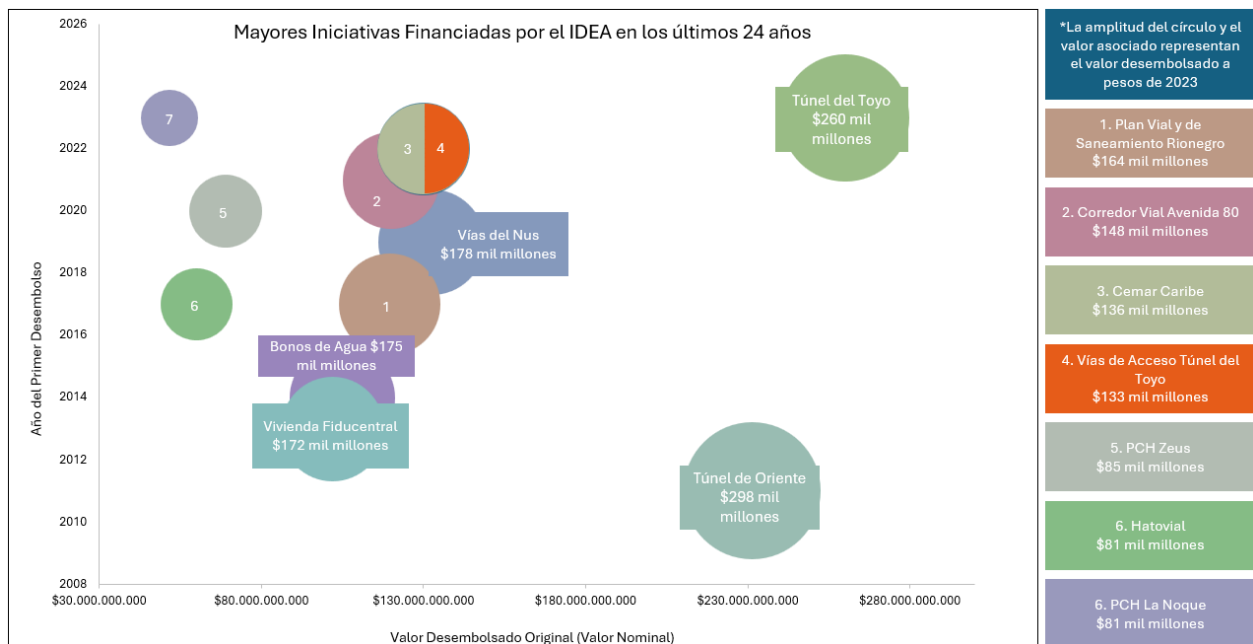 Mayores Iniciativas Financiadas por el IDEA en los últimos 24 años
Año del Primer Desembolso
2026
2024
2022
2020
2018
2016
2014
2012
2010
2008
7
3
4
2
5
6
1
Túnel del Toyo
$260 mil
millones
Vías del Nus
$178 mil millones
Bonos de Agua $175
mil millones
Vivienda Fiducentral
$172 mil millones
Túnel de Oriente
$298 mil
millones
$30.000.000.000
$80.000.000.000
$130.000.000.000
$180.000.000.000
$230.000.000.000
$280.000.000.000
Valor Desembolsado Original (Valor Nominal)
*La amplitud del círculo y el
valor asociado representan
el valor desembolsado a
pesos de 2023
1. Plan Vial y de
Saneamiento Rionegro
$164 mil millones
2. Corredor Vial Avenida 80
$148 mil millones
3. Cemar Caribe
$136 mil millones
4. Vías de Acceso Túnel del
Toyo
$133 mil millones
5. PCH Zeus
$85 mil millones
6. Hatovial
$81 mil millones
6. PCH La Noque
$81 mil millones